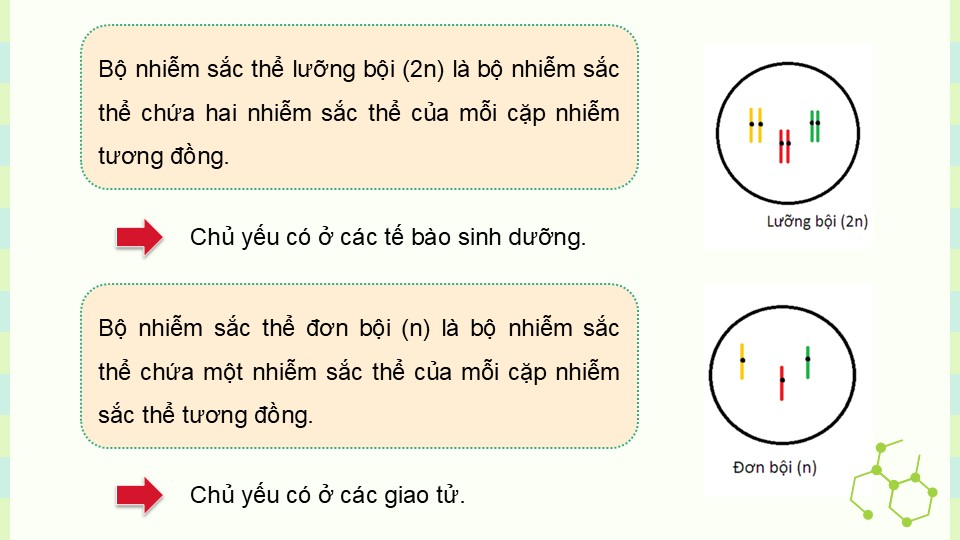 Bộ nhiễm sắc thể lưỡng bội (2n) là bộ nhiễm sắc
thể chứa hai nhiễm sắc thể của mỗi cặp nhiễm
tương đồng.
Lưỡng bội (2n)
Chủ yếu có ở các tế bào sinh dưỡng.
Bộ nhiễm sắc thể đơn bội (n) là bộ nhiễm sắc
thể chứa một nhiễm sắc thể của mỗi cặp nhiễm
sắc thể tương đồng.
Đơn bội (n)
Chủ yếu có ở các giao tử.